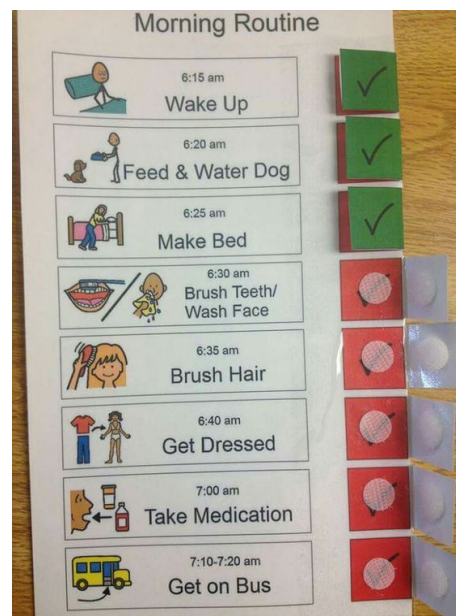 Morning Routine
6:15 am
Wake Up
6:20 am
Feed & Water Dog
6:25 am
Make Bed
6:30 am
Brush Teeth/
Wash Face
6:35 am
Brush Hair
6:40 am
Get Dressed
7:00 am
Take Medication
7:10-7:20 am
Get on Bus